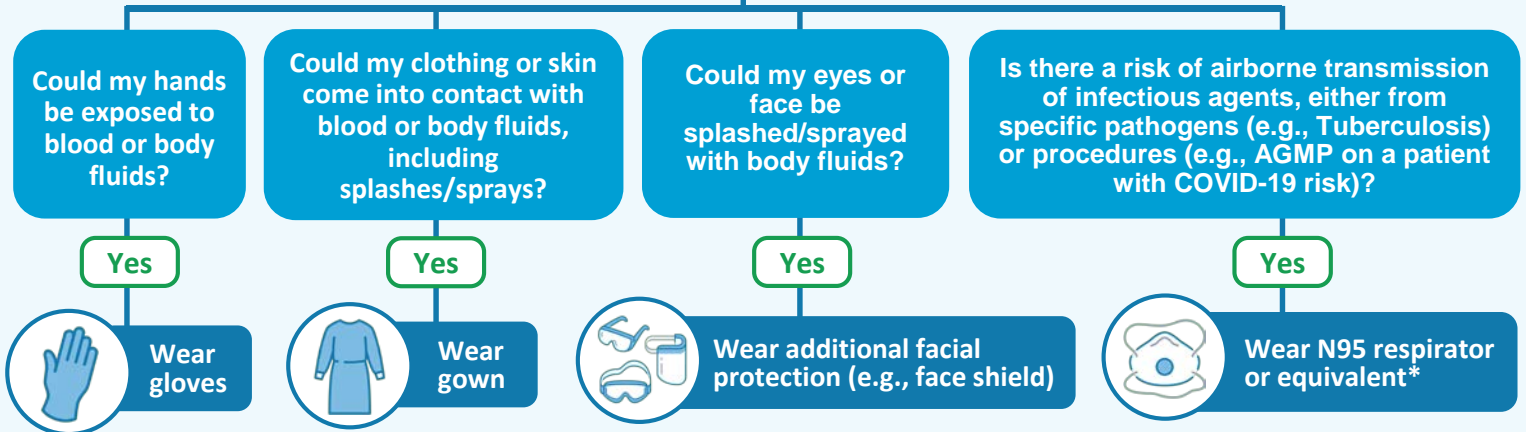 Could my hands
be exposed to
blood or body
fluids?
Could my clothing or skin
come into contact with
blood or body fluids,
including
splashes/sprays?
Could my eyes or
face be
splashed/sprayed
with body fluids?
Is there a risk of airborne transmission
of infectious agents, either from
specific pathogens (e.g., Tuberculosis)
or procedures (e.g., AGMP on a patient
with COVID-19 risk)?
Yes
Yes
Yes
Yes
Wear
gloves
Wear
gown
Wear additional facial
protection (e.g., face shield)
Wear N95 respirator
or equivalent*